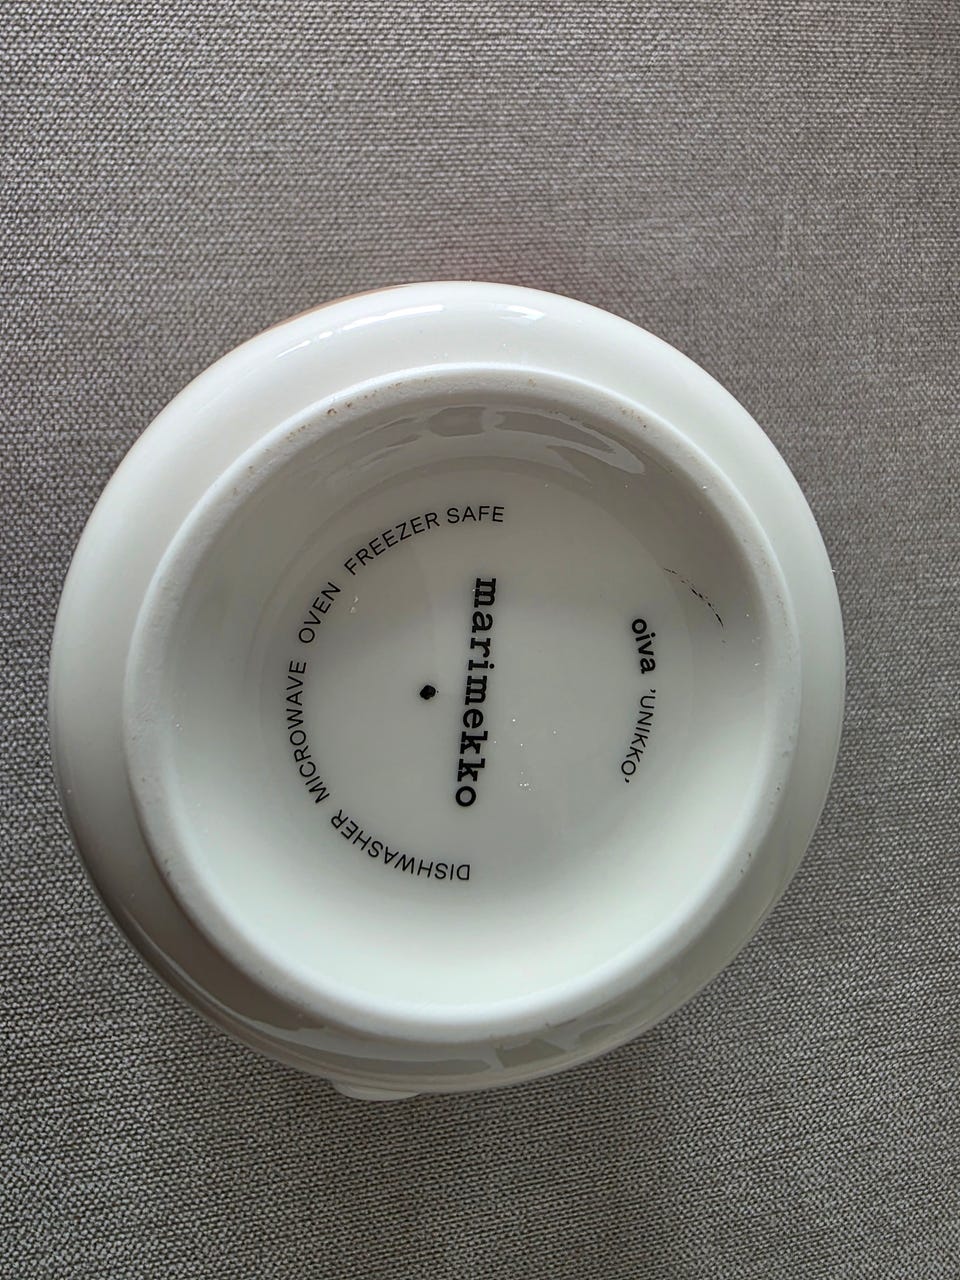 oiva 'UNIKKO'
marimekko
DISHWASHER MICROWAVE OVEN FREEZER SAFE